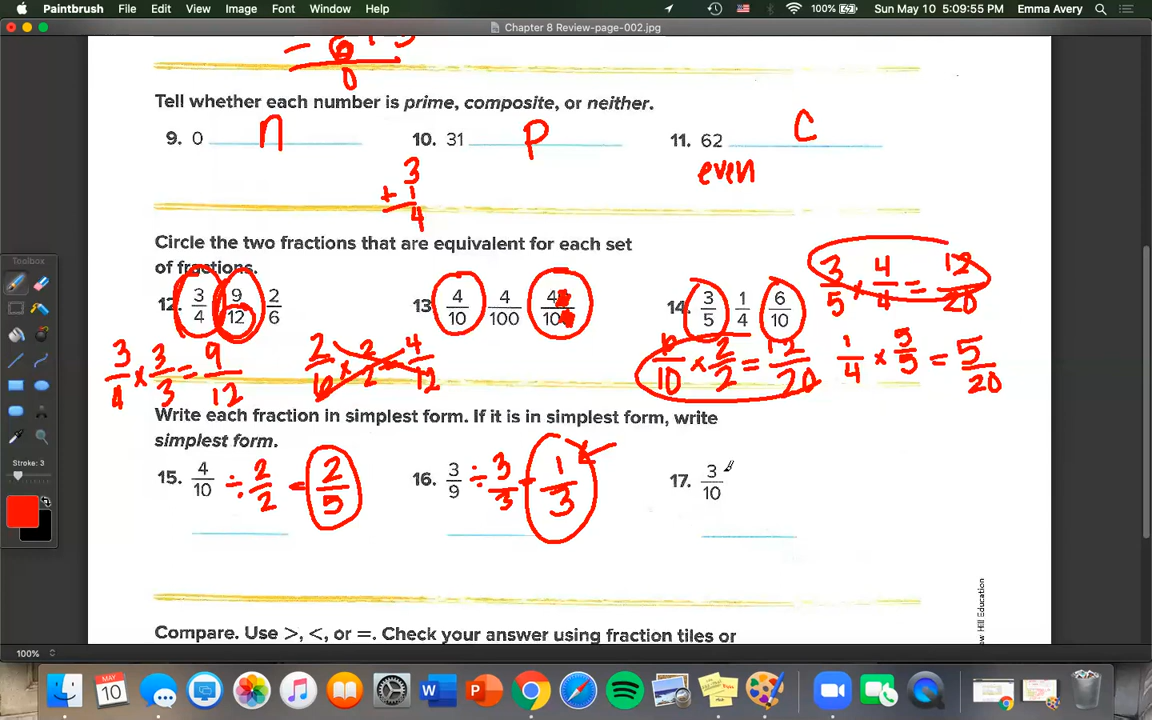 Paintbrush File Edit View Image Font Window Help 100% Sun May 10 5:09:55 PM Emma Avery
Chapter 8 Review-page-002.jpg
0
Tell whether each number is prime, composite, or neither.
9. 0 n 10. 31 p 11. 62 C
even
3
+ 1
4
Circle the two fractions that are equivalent for each set
of fractions.
12. 3/4 9/12 2/6 13 4/10 4/100 14. 3/5 1/4 6/10 3/5 x 4/4 = 12/20
3/4 x 3/3 = 9/12 6/10 x 2/2 = 12/20 1/4 x 5/5 = 5/20
Write each fraction in simplest form. If it is in simplest form, write
simplest form.
15. 4/10 ÷ 2/2 = 2/5 16. 3/9 ÷ 3/3 = 1/3 17. 3/10
Compare. Use >, <, or =. Check your answer using fraction tiles or
w Hill Education
Toolbox
Stroke: 3
100%
MAY
10